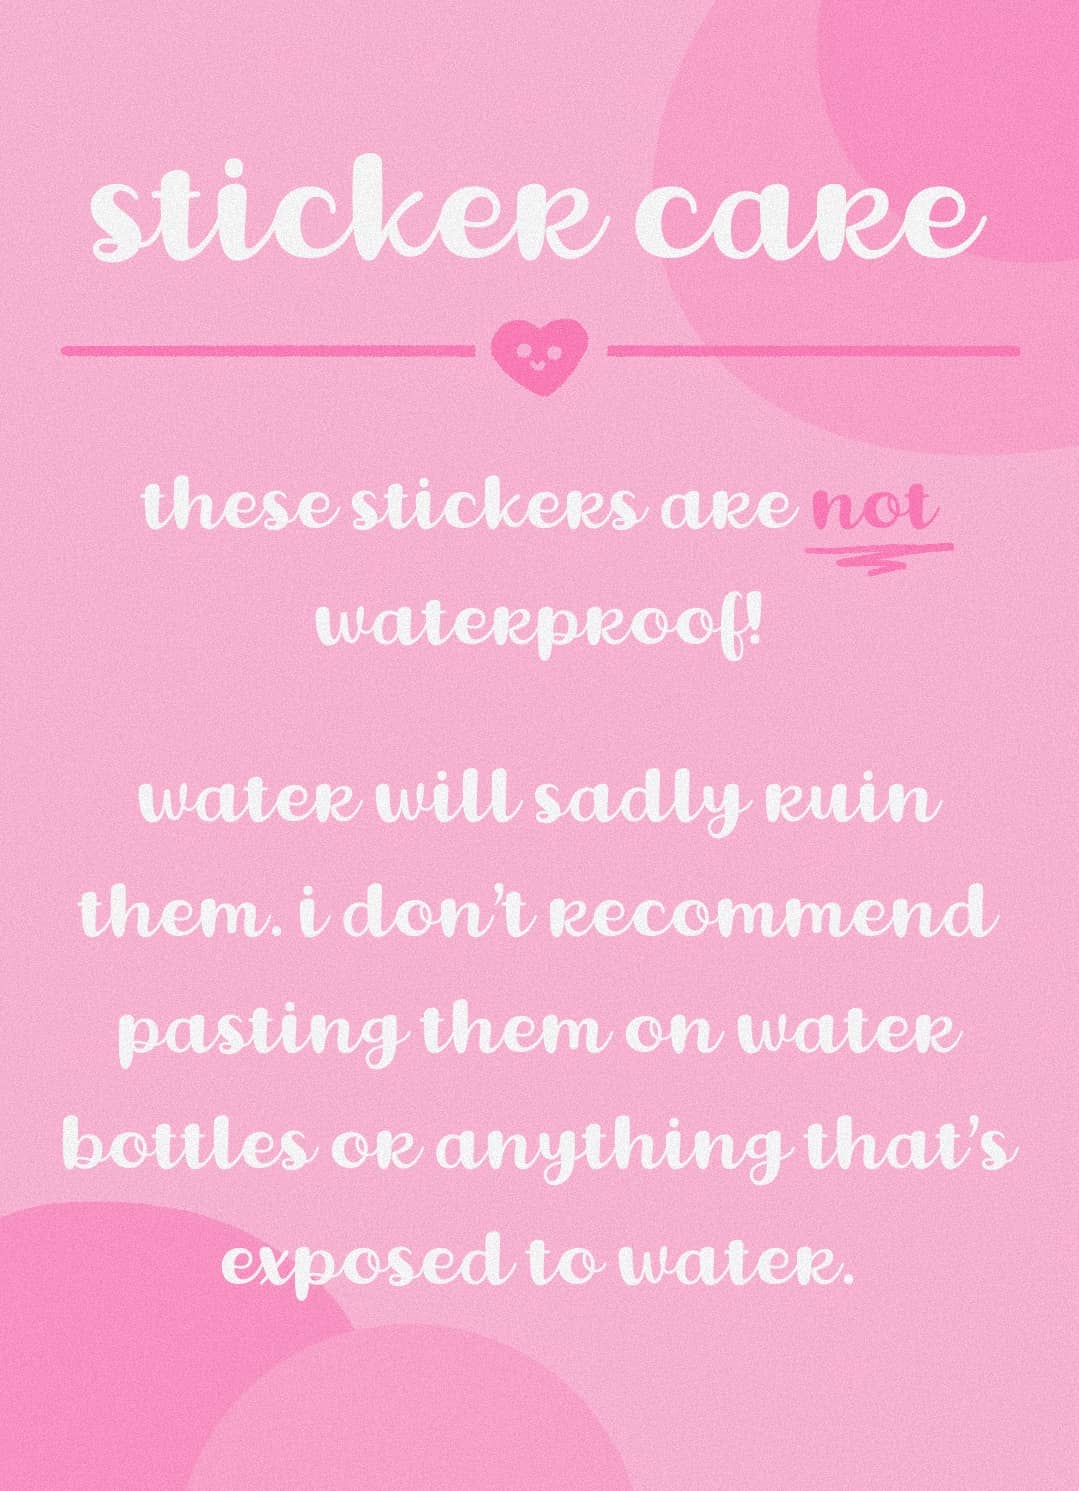 sticker care
these stickers are not
waterproof!
water will sadly ruin
them. i don't recommend
pasting them on water
bottles or anything that's
exposed to water.